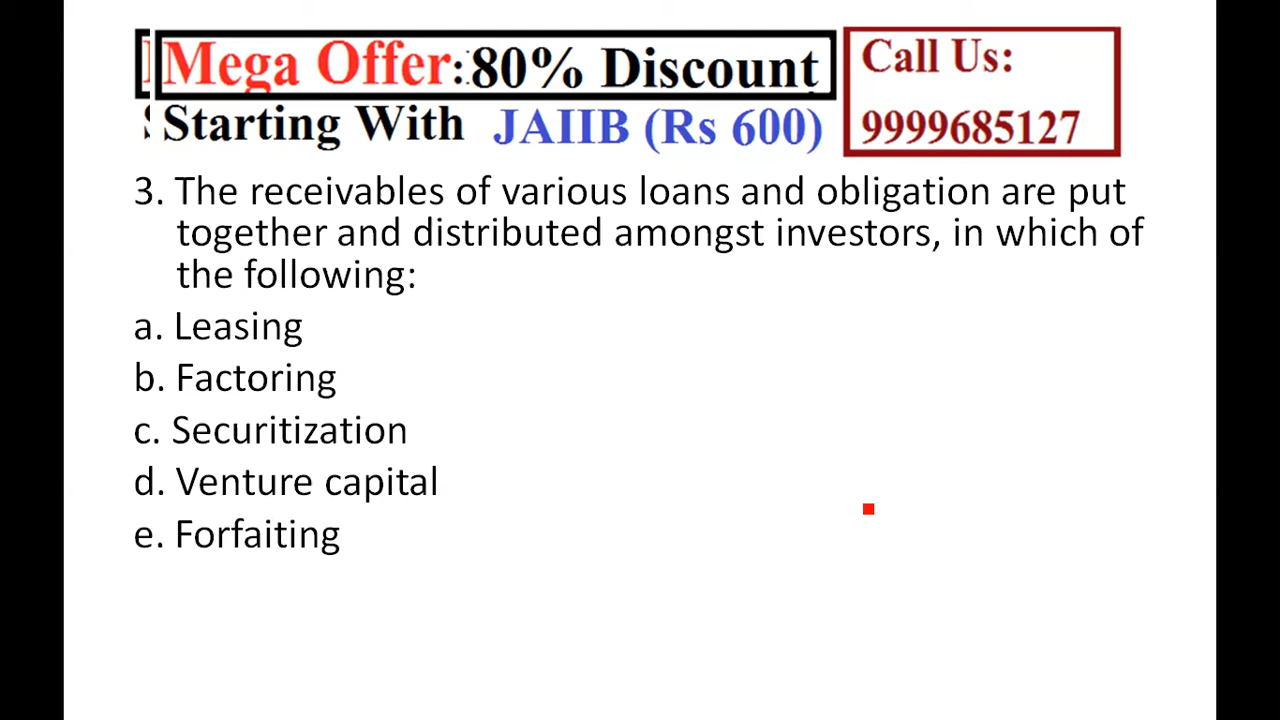 Mega Offer: 80% Discount
Starting With JAIIB (Rs 600)
Call Us:
9999685127
3. The receivables of various loans and obligation are put
together and distributed amongst investors, in which of
the following:
a. Leasing
b. Factoring
c. Securitization
d. Venture capital
e. Forfaiting